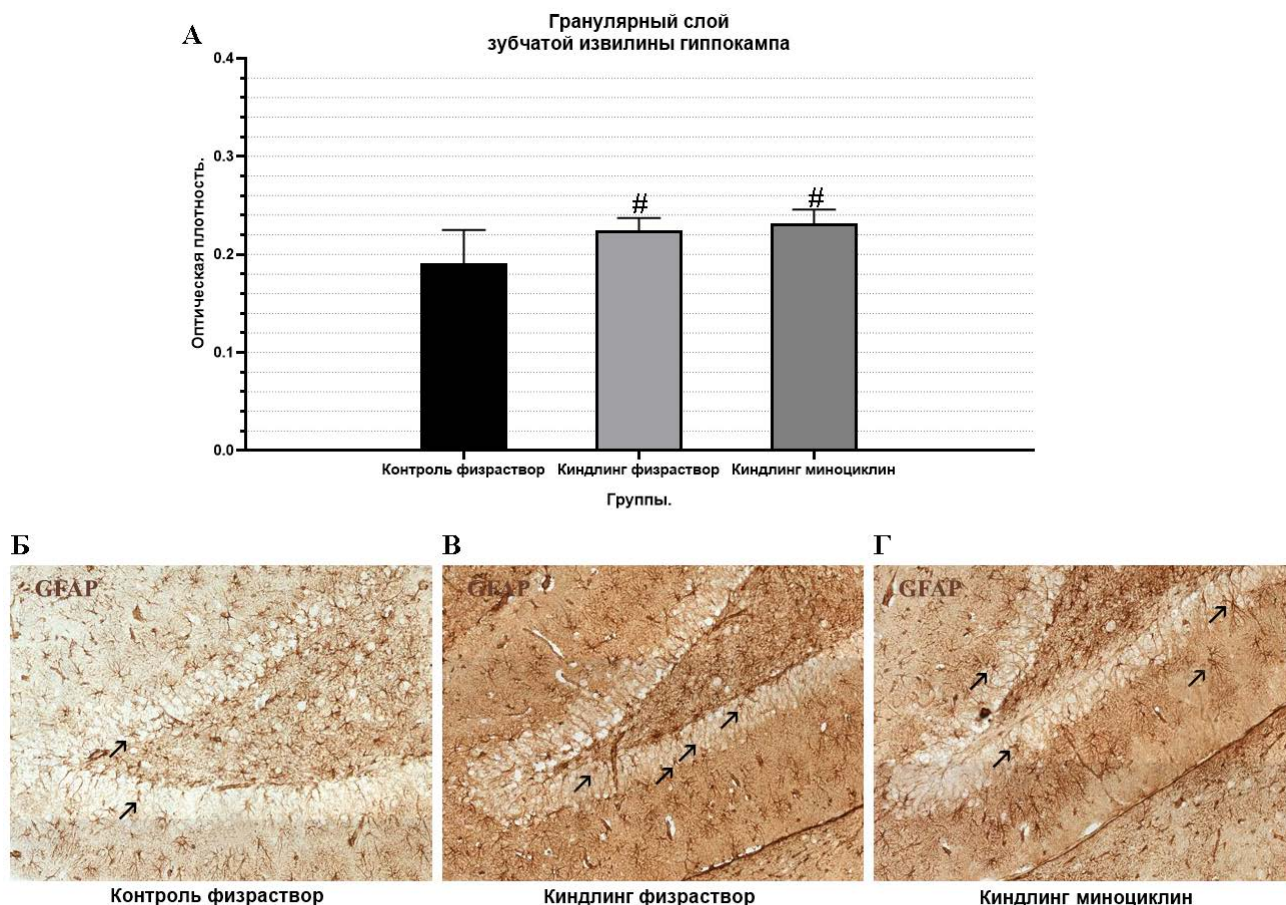 А
Гранулярный слой
зубчатой извилины гиппокампа
Оптическая плотность.
0.4
0.3
0.2
0.1
0.0
#
#
Контроль физраствор
Киндлинг физраствор
Киндлинг миноциклин
Группы.
Б
В
Г
GFAP
GFAP
GFAP
Контроль физраствор
Киндлинг физраствор
Киндлинг миноциклин